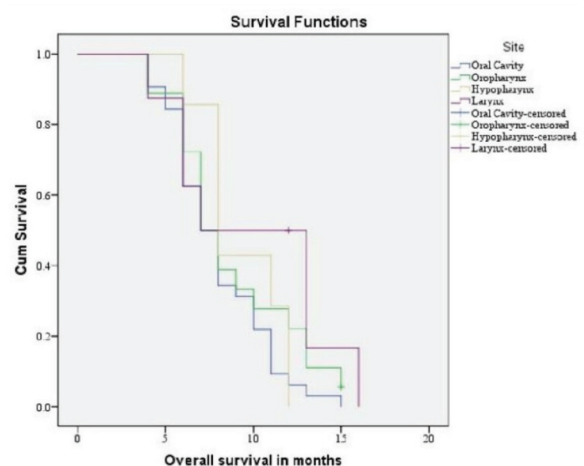 Survival Functions
Site
Oral Cavity
Oropharynx
Hypopharynx
Larynx
Oral Cavity-censored
Oropharynx-censored
Hypopharynx-censored
Larynx-censored
Cum Survival
1.0
0.8
0.6
0.4
0.2
0.0
0 5 10 15 20
Overall survival in months